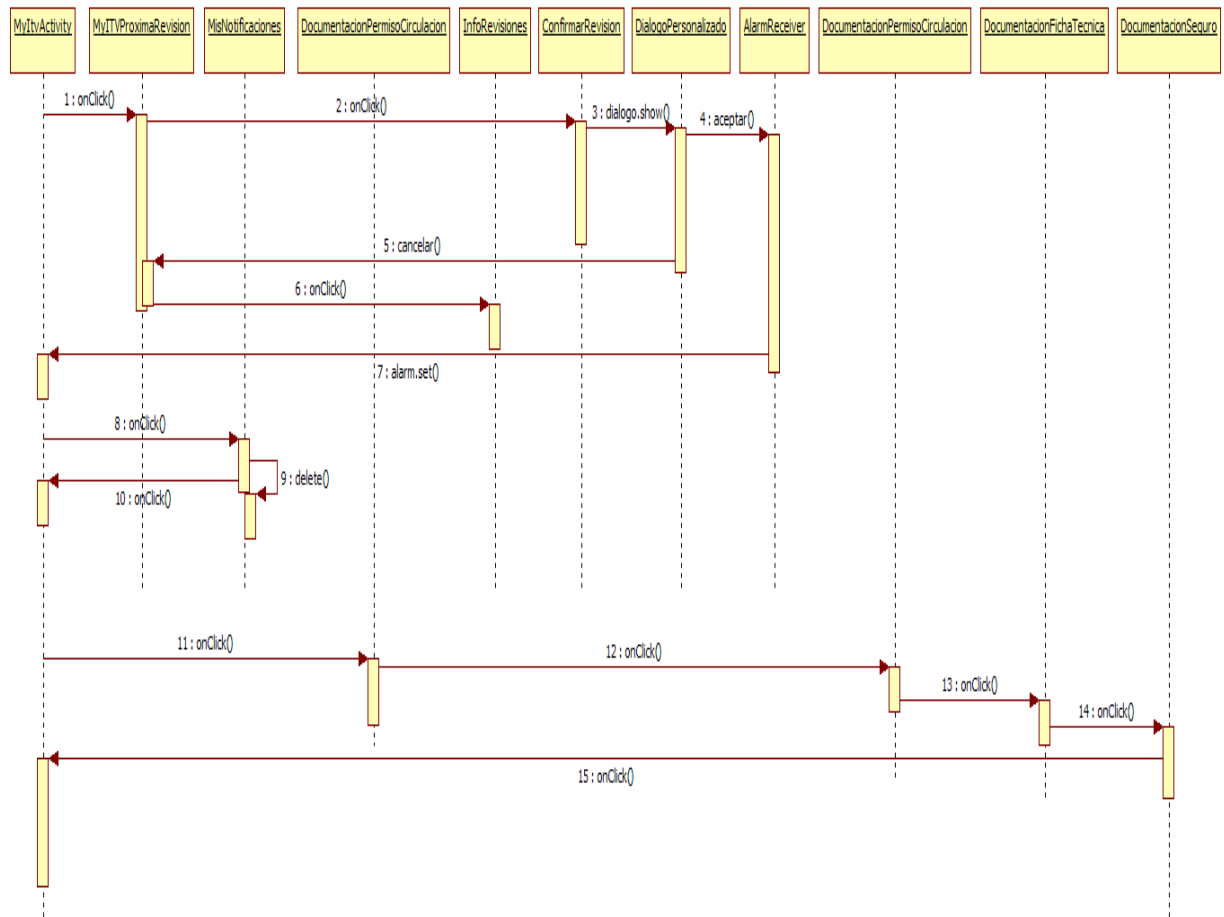 MyItvActivity
MyITVProximaRevision
MisNotificaciones
DocumentacionPermisoCirculacion
InfoRevisiones
ConfirmarRevision
DialogoPersonalizado
AlarmReceiver
DocumentacionPermisoCirculacion
DocumentacionFichaTecnica
DocumentacionSeguro
1 : onClick()
2 : onClick()
3 : dialogo.show()
4 : aceptar()
5 : cancelar()
6 : onClick()
7 : alarm.set()
8 : onClick()
9 : delete()
10 : onClick()
11 : onClick()
12 : onClick()
13 : onClick()
14 : onClick()
15 : onClick()